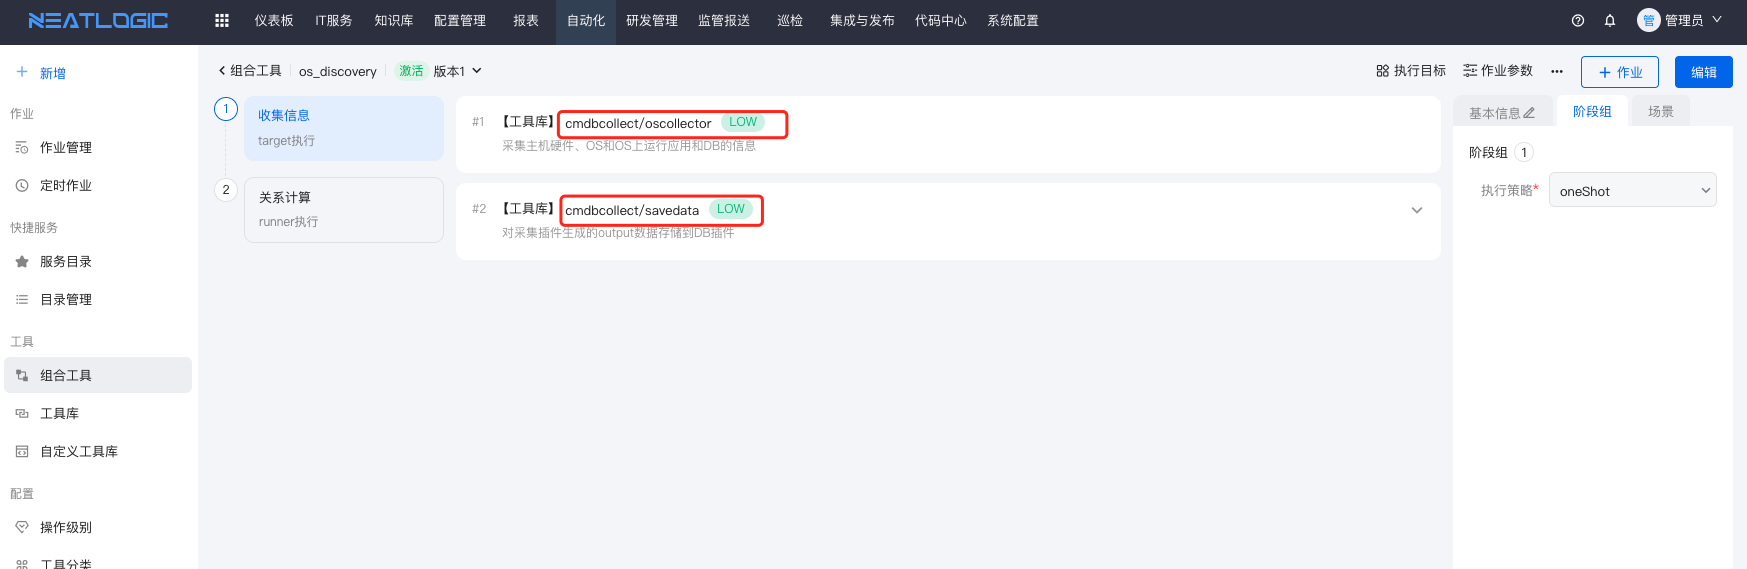 NEATLOGIC 仪表板 IT服务 知识库 配置管理 报表 自动化 研发管理 监管报送 巡检 集成与发布 代码中心 系统配置 管 管理员
新增
作业
作业管理
定时作业
快捷服务
服务目录
目录管理
工具
组合工具
工具库
自定义工具库
配置
操作级别
工具分类
组合工具 os_discovery 激活 版本1 执行目标 作业参数 ··· + 作业 编辑
1 收集信息
target执行
2 关系计算
runner执行
#1 【工具库】 cmdbcollect/oscollector LOW
采集主机硬件、OS和OS上运行应用和DB的信息
#2 【工具库】 cmdbcollect/savedata LOW
对采集插件生成的output数据存储到DB插件
基本信息 阶段组 场景
阶段组 1
执行策略* oneShot